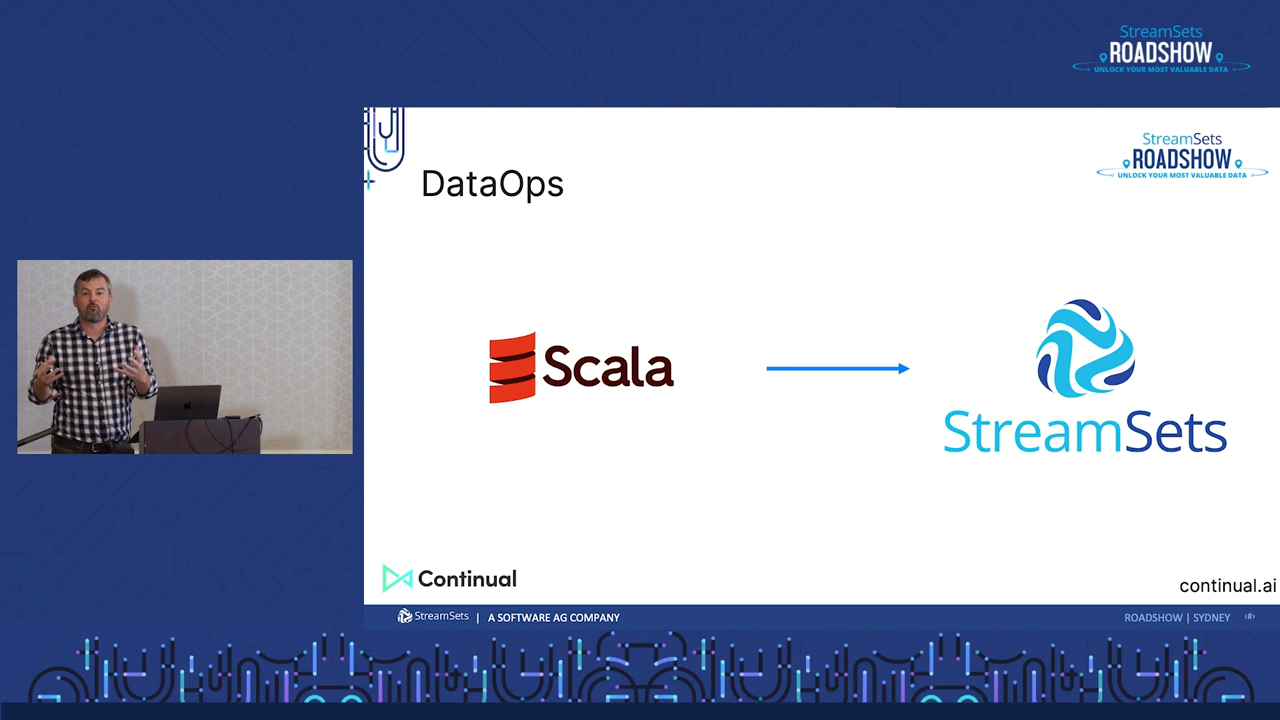 StreamSets
ROADSHOW
UNLOCK YOUR MOST VALUABLE DATA
StreamSets
ROADSHOW
UNLOCK YOUR MOST VALUABLE DATA
DataOps
Scala
StreamSets
Continual
continual.ai
StreamSets | A SOFTWARE AG COMPANY
ROADSHOW | SYDNEY ‹#›